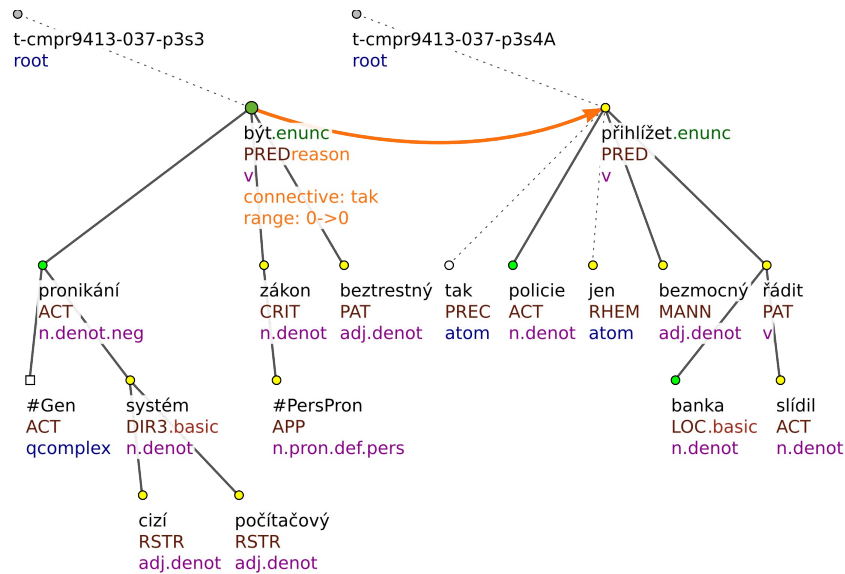 t-cmpr9413-037-p3s3
root
t-cmpr9413-037-p3s4A
root
být.enunc
PREDreason
v
connective: tak
range: 0->0
přihlížet.enunc
PRED
v
pronikání
ACT
n.denot.neg
zákon
CRIT
n.denot
beztrestný
PAT
adj.denot
tak
PREC
atom
policie
ACT
n.denot
jen
RHEM
atom
bezmocný
MANN
adj.denot
řádit
PAT
v
#Gen
ACT
qcomplex
systém
DIR3.basic
n.denot
#PersPron
APP
n.pron.def.pers
banka
LOC.basic
n.denot
slídil
ACT
n.denot
cizí
RSTR
adj.denot
počítačový
RSTR
adj.denot